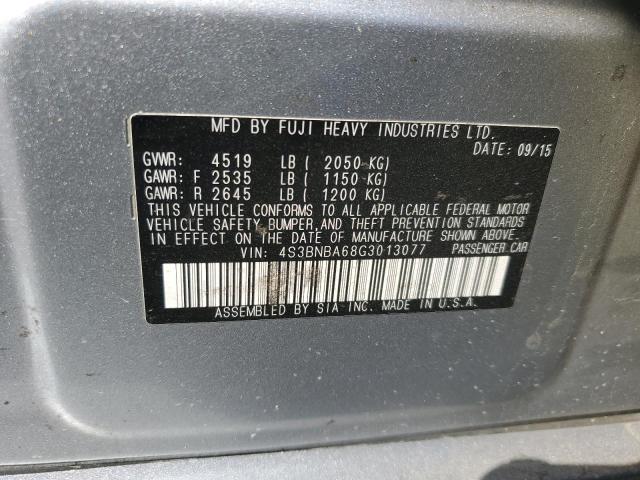 MFD BY FUJI HEAVY INDUSTRIES LTD.
DATE: 09/15
GVWR: 4519 LB ( 2050 KG)
GAWR: F 2535 LB ( 1150 KG)
GAWR: R 2645 LB ( 1200 KG)
THIS VEHICLE CONFORMS TO ALL APPLICABLE FEDERAL MOTOR
VEHICLE SAFETY, BUMPER, AND THEFT PREVENTION STANDARDS
IN EFFECT ON THE DATE OF MANUFACTURE SHOWN ABOVE.
VIN: 4S3BNBA68G3013077 PASSENGER CAR
ASSEMBLED BY SIA INC. MADE IN U.S.A.